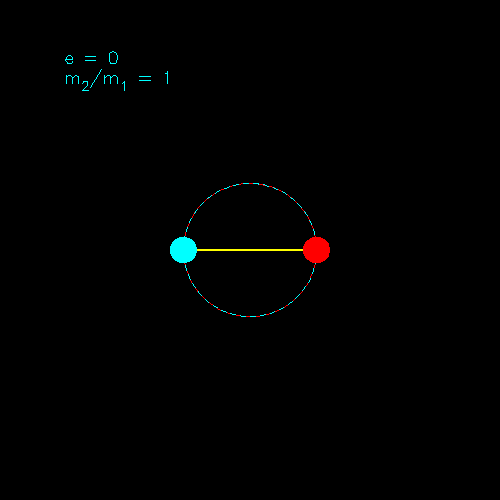 e = 0
m₂/m₁ = 1